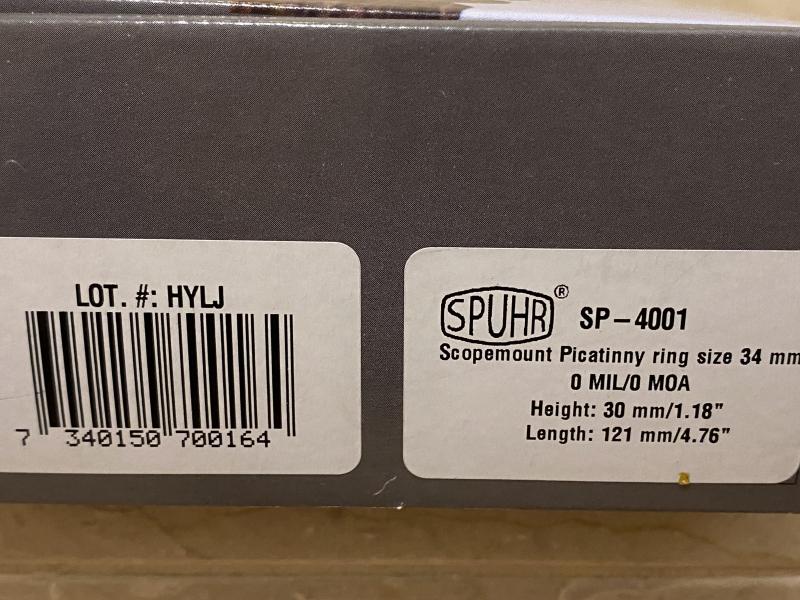 LOT. #: HYLJ
7 340150 700164
SPUHR® SP-4001
Scopemount Picatinny ring size 34 mm
0 MIL/0 MOA
Height: 30 mm/1.18"
Length: 121 mm/4.76"